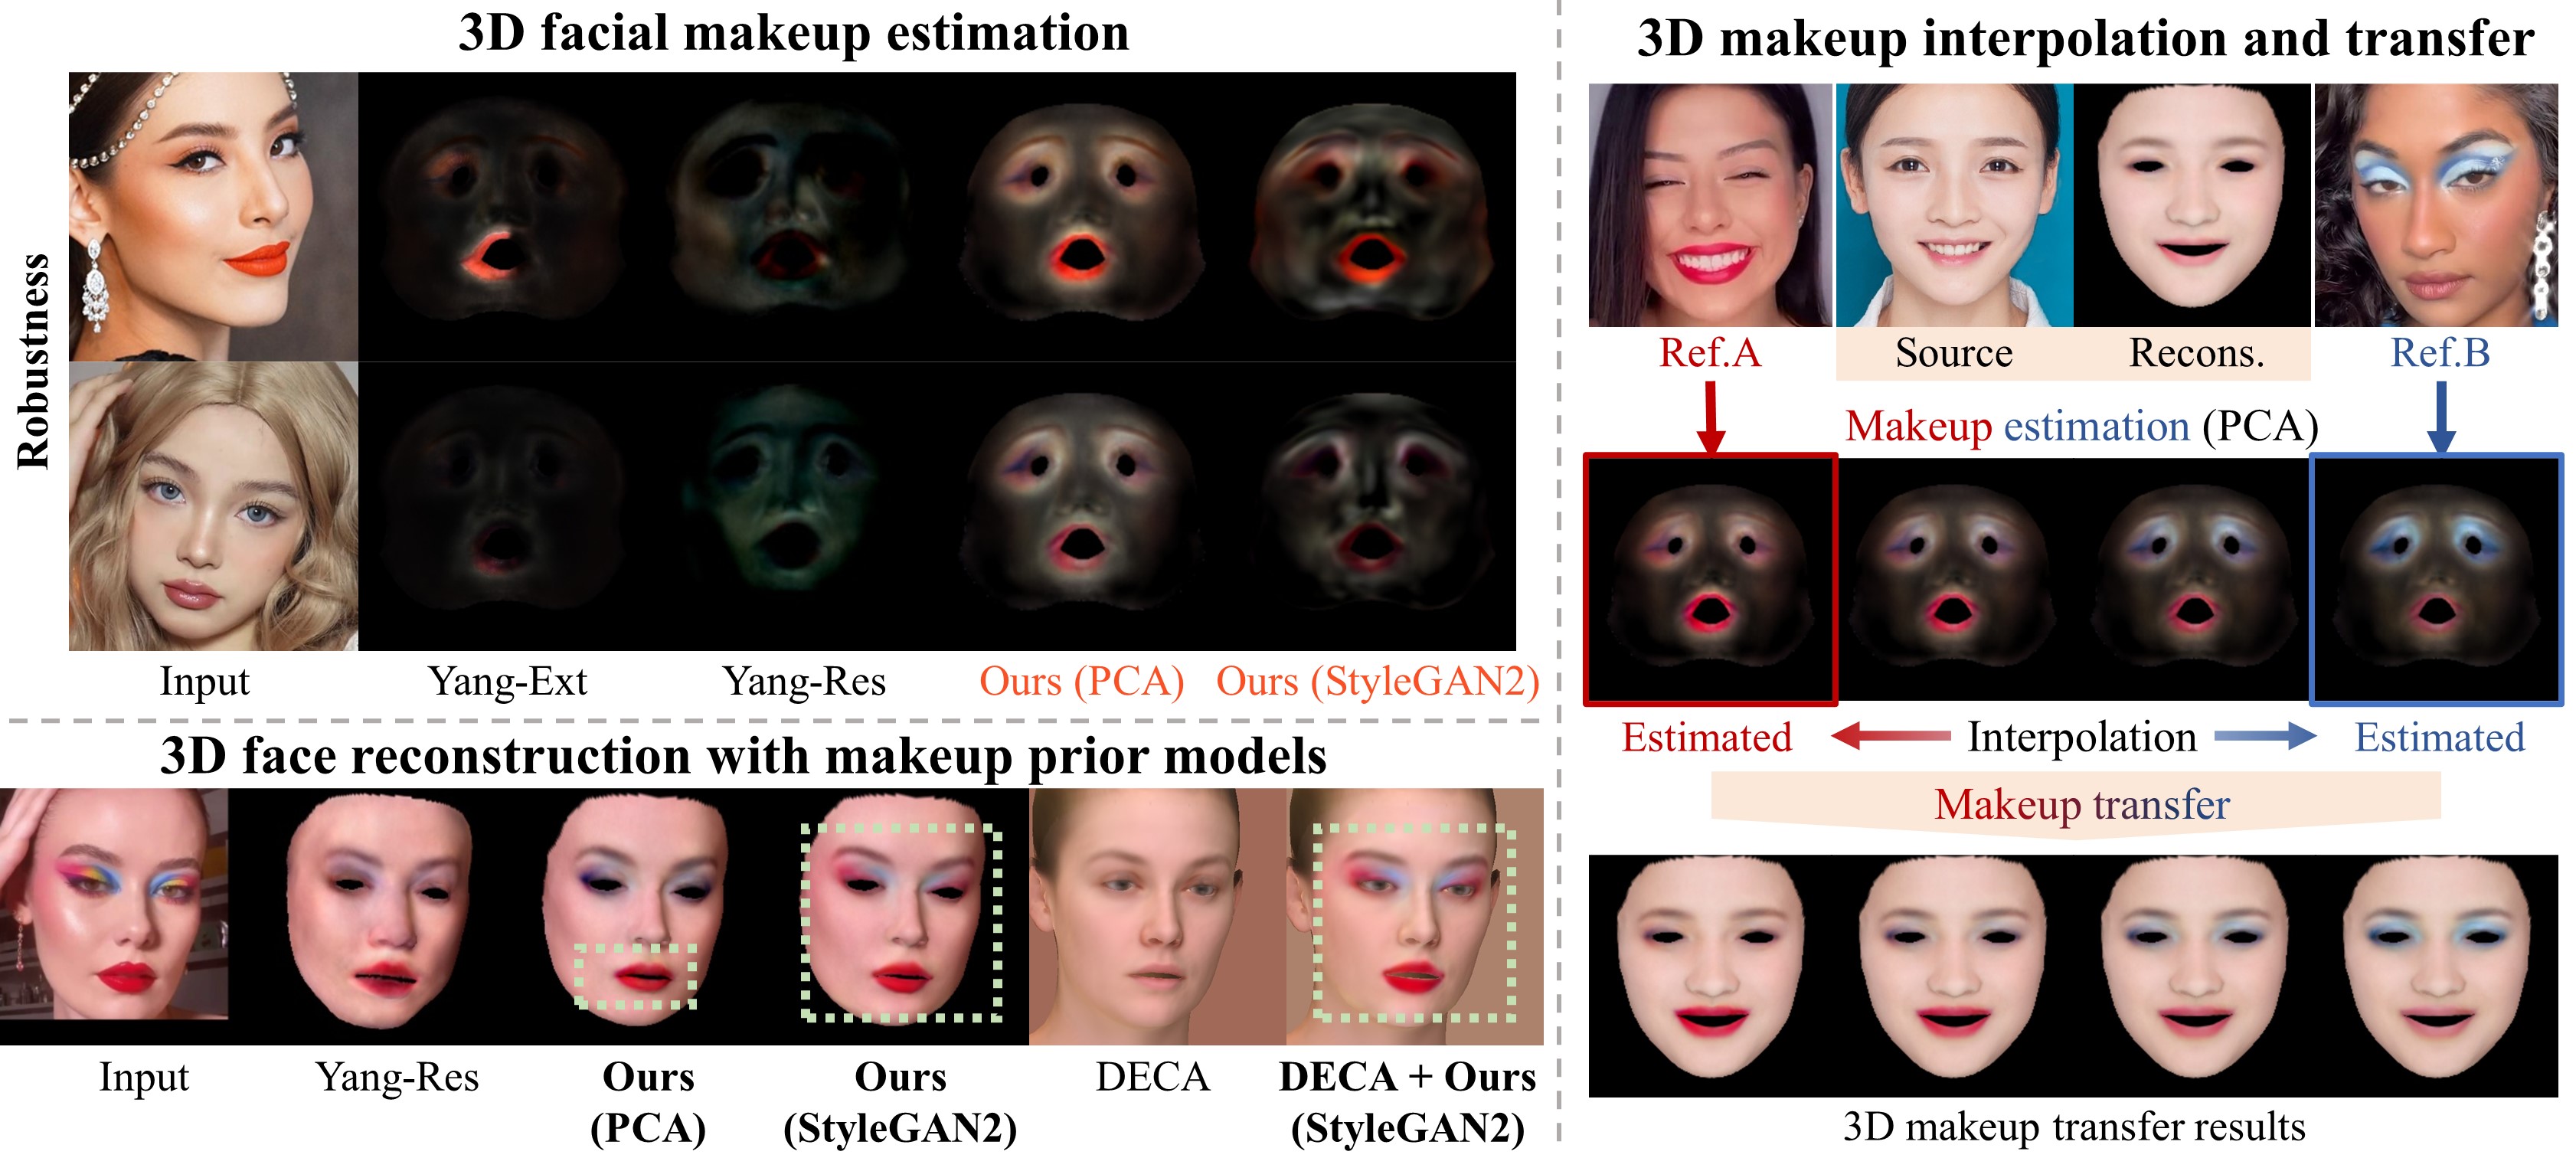 3D facial makeup estimation
Robustness
Input
Yang-Ext
Yang-Res
Ours (PCA)
Ours (StyleGAN2)
3D face reconstruction with makeup prior models
Input
Yang-Res
Ours
(PCA)
Ours
(StyleGAN2)
DECA
DECA + Ours
(StyleGAN2)
3D makeup interpolation and transfer
Ref.A
Source
Recons.
Ref.B
Makeup estimation (PCA)
Estimated
Interpolation
Estimated
Makeup transfer
3D makeup transfer results